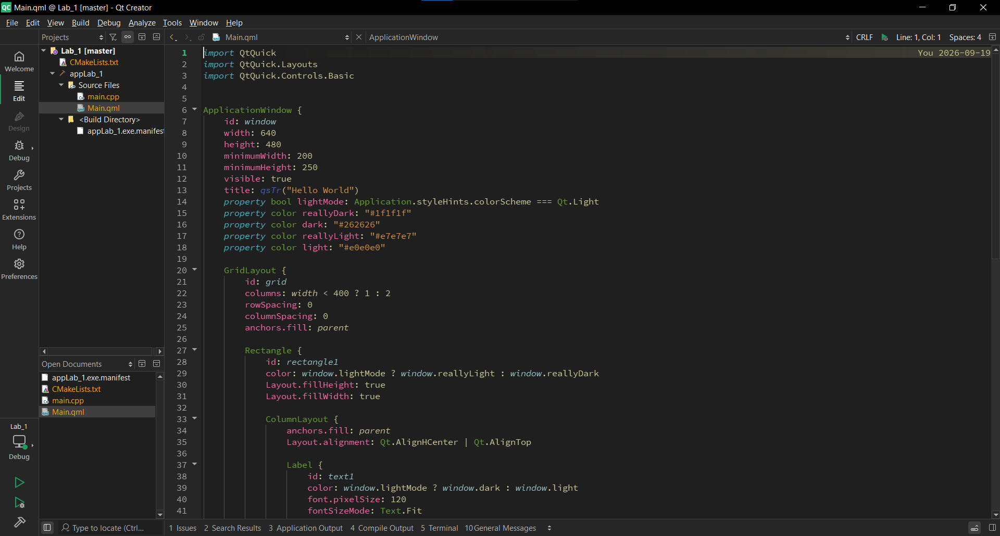 Main.qml @ Lab_1 [master] - Qt Creator
File Edit View Build Debug Analyze Tools Window Help
Projects
Main.qml
ApplicationWindow
CRLF
Line: 1, Col: 1
Spaces: 4
Welcome
Edit
Design
Debug
Projects
Extensions
Help
Preferences
Lab_1
Debug
Lab_1 [master]
CMakeLists.txt
appLab_1
Source Files
main.cpp
Main.qml
<Build Directory>
appLab_1.exe.manifest
Open Documents
appLab_1.exe.manifest
CMakeLists.txt
main.cpp
Main.qml
1 import QtQuick You 2026-09-19
2 import QtQuick.Layouts
3 import QtQuick.Controls.Basic
4
5
6 ApplicationWindow {
7 id: window
8 width: 640
9 height: 480
10 minimumWidth: 200
11 minimumHeight: 250
12 visible: true
13 title: qsTr("Hello World")
14 property bool lightMode: Application.styleHints.colorScheme === Qt.Light
15 property color reallyDark: "#1f1f1f"
16 property color dark: "#262626"
17 property color reallyLight: "#e7e7e7"
18 property color light: "#e0e0e0"
19
20 GridLayout {
21 id: grid
22 columns: width < 400 ? 1 : 2
23 rowSpacing: 0
24 columnSpacing: 0
25 anchors.fill: parent
26
27 Rectangle {
28 id: rectangle1
29 color: window.lightMode ? window.reallyLight : window.reallyDark
30 Layout.fillHeight: true
31 Layout.fillWidth: true
32
33 ColumnLayout {
34 anchors.fill: parent
35 Layout.alignment: Qt.AlignHCenter | Qt.AlignTop
36
37 Label {
38 id: text1
39 color: window.lightMode ? window.dark : window.light
40 font.pixelSize: 120
41 fontSizeMode: Text.Fit
Type to locate (Ctrl...
1 Issues 2 Search Results 3 Application Output 4 Compile Output 5 Terminal 10 General Messages